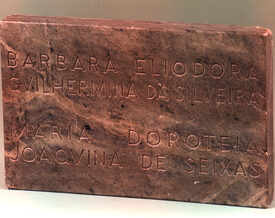 BARBARA ELIODORA
GVILHERMINA DA SILVEIRA
MARIA DOROTEIA
JOAQVINA DE SEIXAS